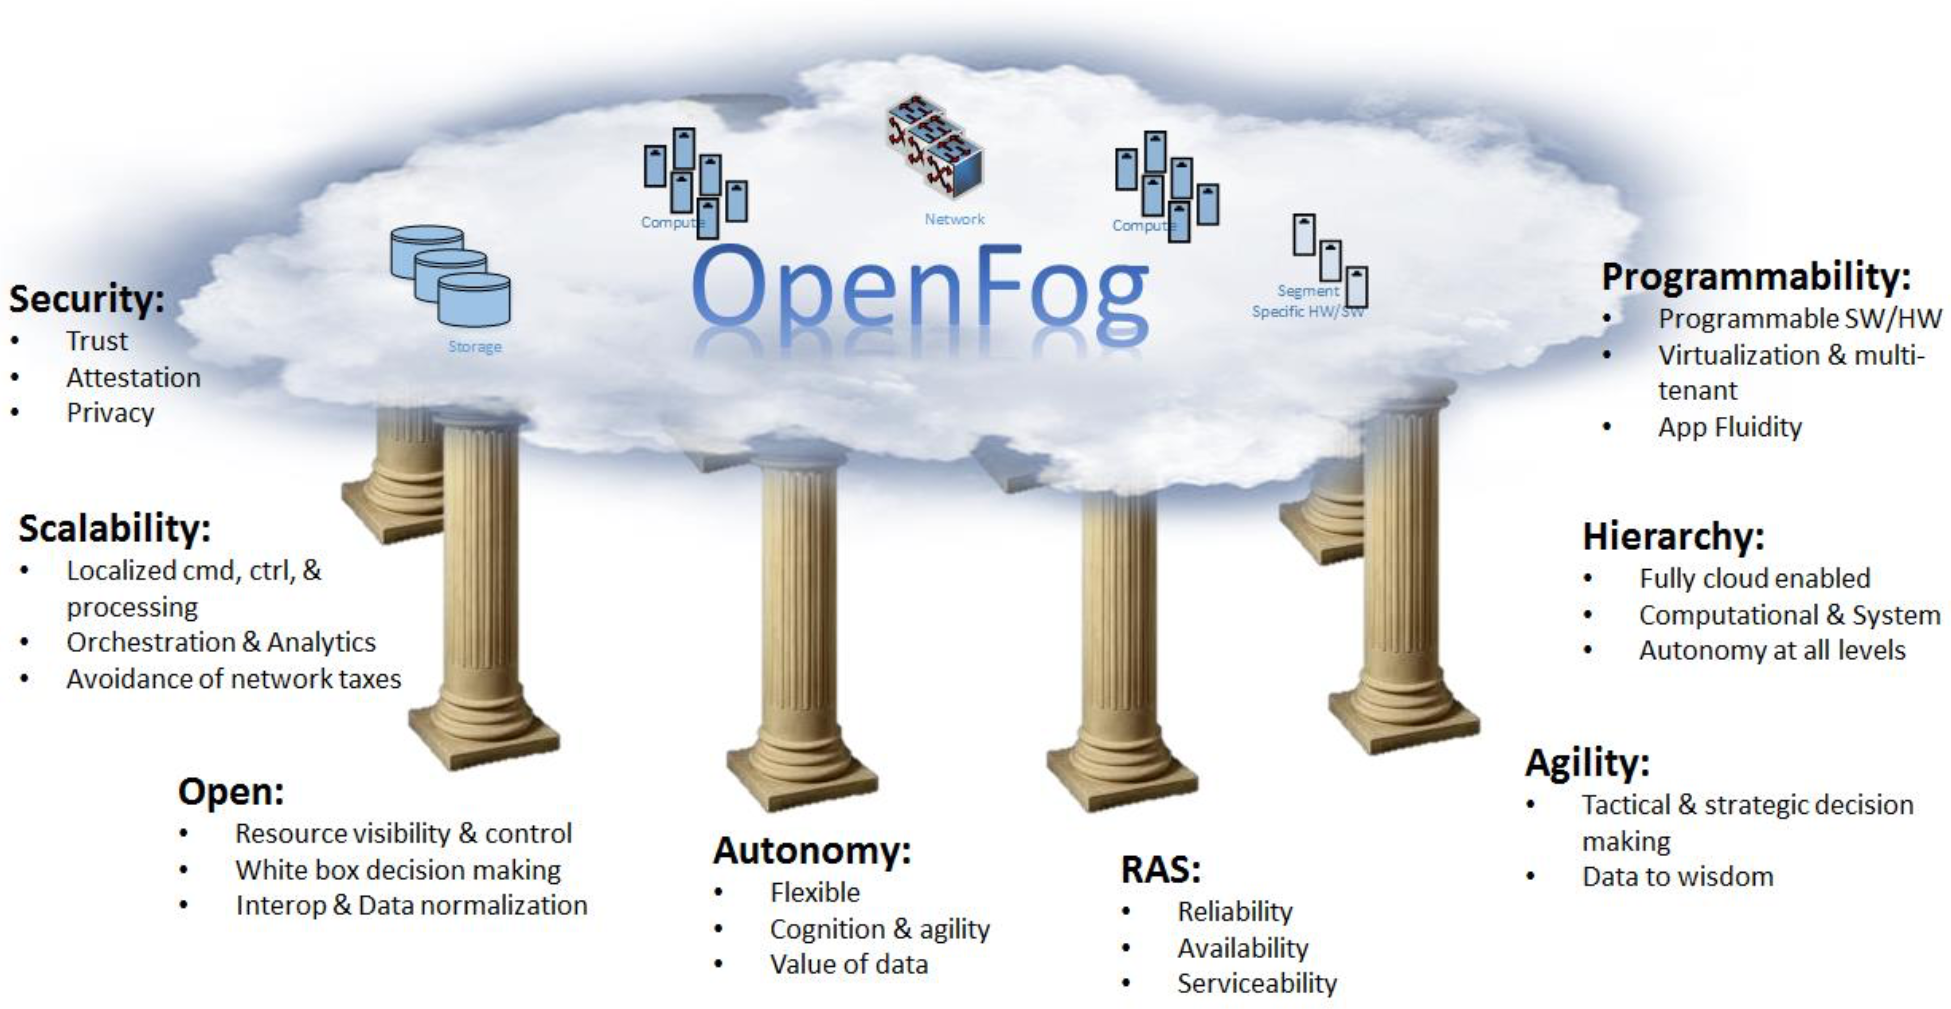 Compute
Network
Compute
Storage
OpenFog
Segment
Specific HW/SW
Security:
• Trust
• Attestation
• Privacy
Scalability:
• Localized cmd, ctrl, &
processing
• Orchestration & Analytics
• Avoidance of network taxes
Open:
• Resource visibility & control
• White box decision making
• Interop & Data normalization
Autonomy:
• Flexible
• Cognition & agility
• Value of data
RAS:
• Reliability
• Availability
• Serviceability
Programmability:
• Programmable SW/HW
• Virtualization & multi-
tenant
• App Fluidity
Hierarchy:
• Fully cloud enabled
• Computational & System
• Autonomy at all levels
Agility:
• Tactical & strategic decision
making
• Data to wisdom